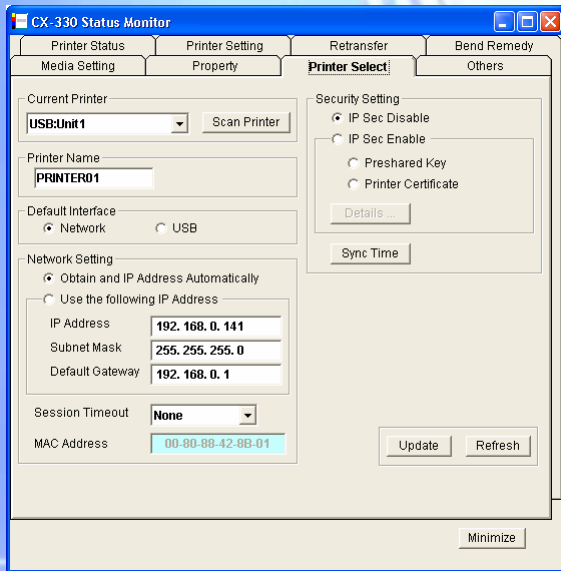 CX-330 Status Monitor
Printer Status
Printer Setting
Retransfer
Bend Remedy
Media Setting
Property
Printer Select
Others
Current Printer
USB:Unit1
Scan Printer
Printer Name
PRINTER01
Default Interface
Network
USB
Network Setting
Obtain and IP Address Automatically
Use the following IP Address
IP Address
192. 168. 0. 141
Subnet Mask
255. 255. 255. 0
Default Gateway
192. 168. 0. 1
Session Timeout
None
MAC Address
00-80-88-42-8B-01
Security Setting
IP Sec Disable
IP Sec Enable
Preshared Key
Printer Certificate
Details ...
Sync Time
Update
Refresh
Minimize